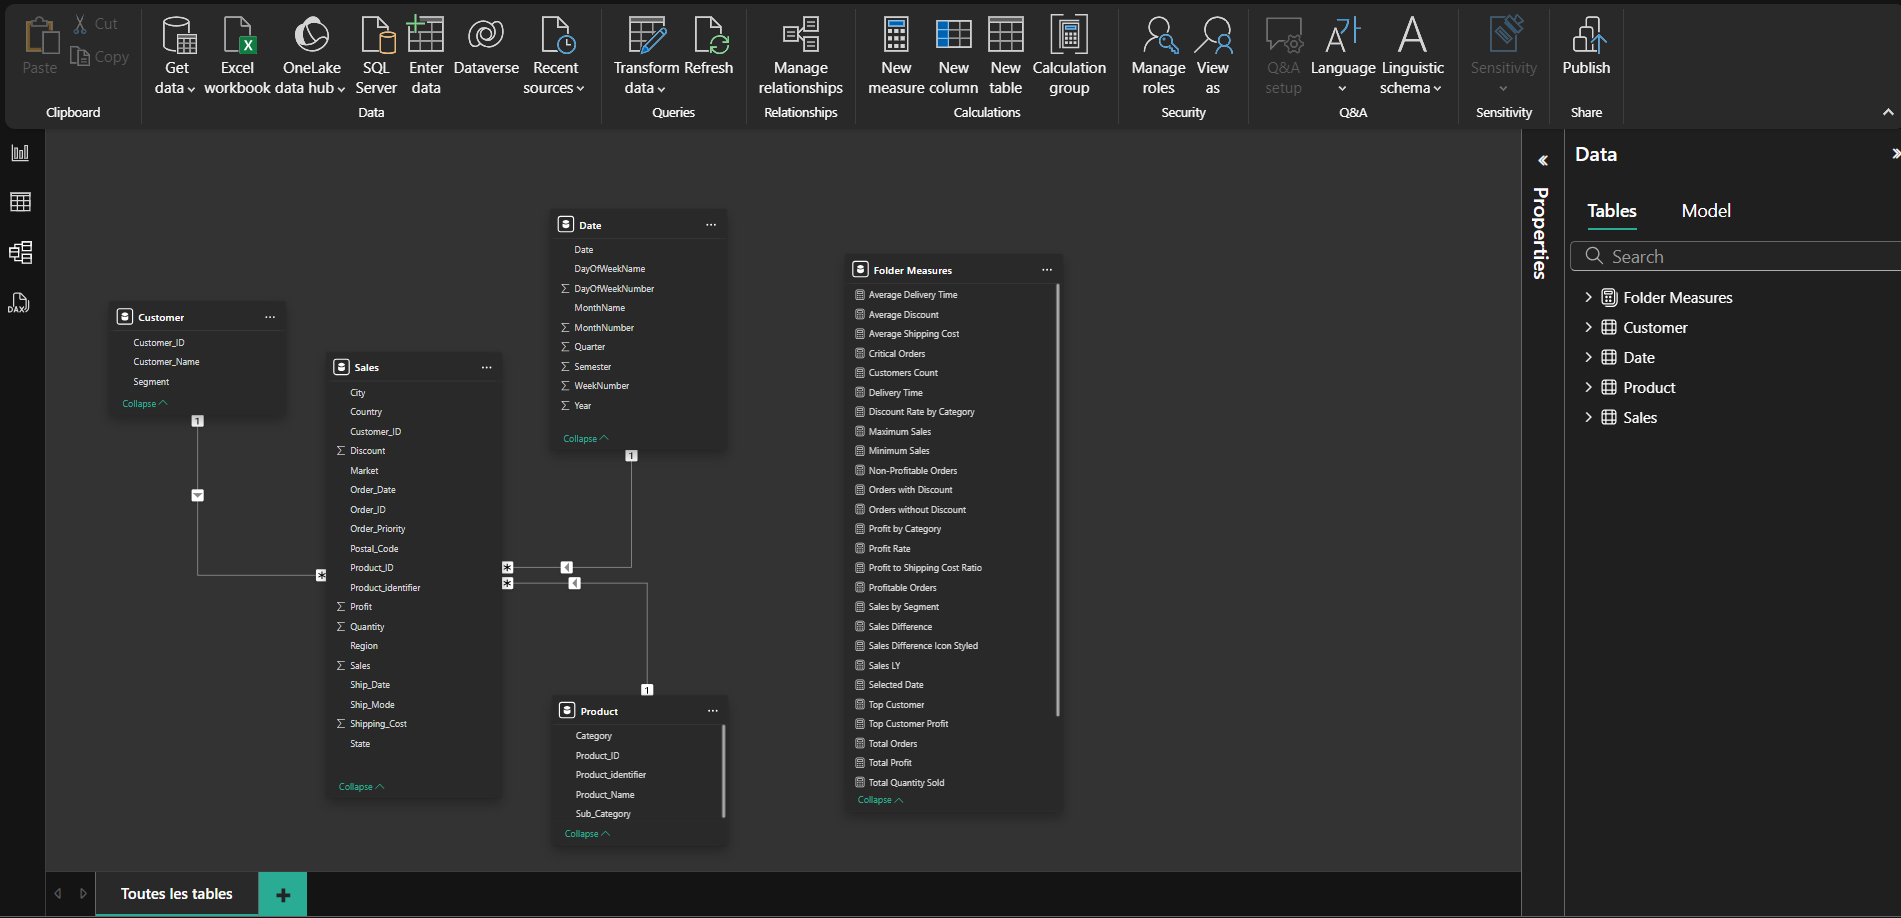 Paste
Cut
Copy
Clipboard
Get
data
Excel
workbook
OneLake
data hub
SQL
Server
Enter
data
Dataverse
Recent
sources
Data
Transform
data
Refresh
Queries
Manage
relationships
Relationships
New
measure
New
column
New
table
Calculation
group
Calculations
Manage
roles
View
as
Security
Q&A
setup
Language
Linguistic
schema
Q&A
Sensitivity
Sensitivity
Publish
Share
DAX
Customer
Customer_ID
Customer_Name
Segment
Collapse
1
*
Sales
City
Country
Customer_ID
Discount
Market
Order_Date
Order_ID
Order_Priority
Postal_Code
Product_ID
Product_identifier
Profit
Quantity
Region
Sales
Ship_Date
Ship_Mode
Shipping_Cost
State
Collapse
*
*
Date
Date
DayOfWeekName
DayOfWeekNumber
MonthName
MonthNumber
Quarter
Semester
WeekNumber
Year
Collapse
1
1
Product
Category
Product_ID
Product_identifier
Product_Name
Sub_Category
Collapse
Folder Measures
Average Delivery Time
Average Discount
Average Shipping Cost
Critical Orders
Customers Count
Delivery Time
Discount Rate by Category
Maximum Sales
Minimum Sales
Non-Profitable Orders
Orders with Discount
Orders without Discount
Profit by Category
Profit Rate
Profit to Shipping Cost Ratio
Profitable Orders
Sales by Segment
Sales Difference
Sales Difference Icon Styled
Sales LY
Selected Date
Top Customer
Top Customer Profit
Total Orders
Total Profit
Total Quantity Sold
Collapse
Properties
Data
Tables Model
Search
Folder Measures
Customer
Date
Product
Sales
Toutes les tables